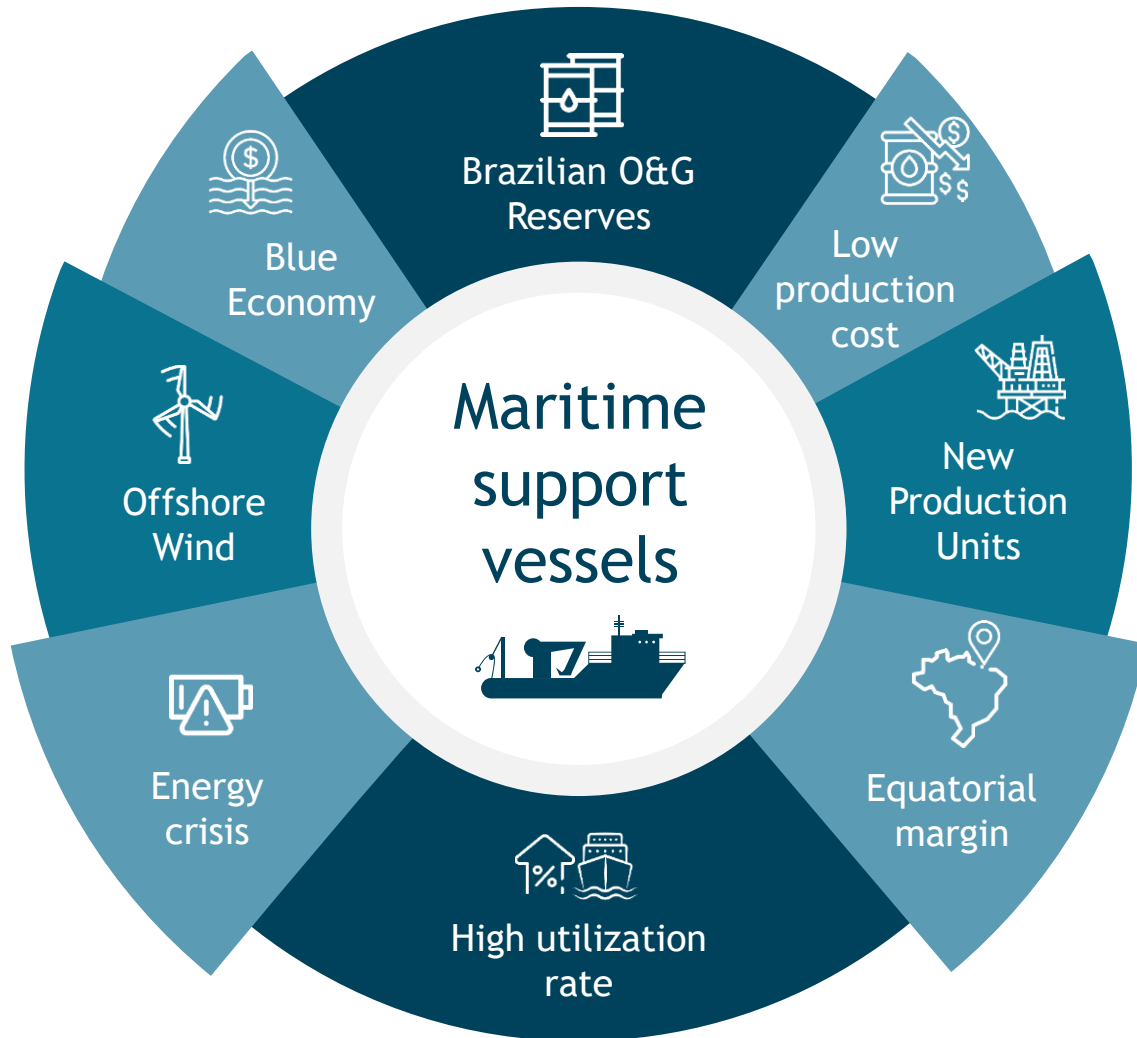 Brazilian O&G
Reserves
Low
production
cost
New
Production
Units
Equatorial
margin
High utilization
rate
Energy
crisis
Offshore
Wind
Blue
Economy
Maritime
support
vessels